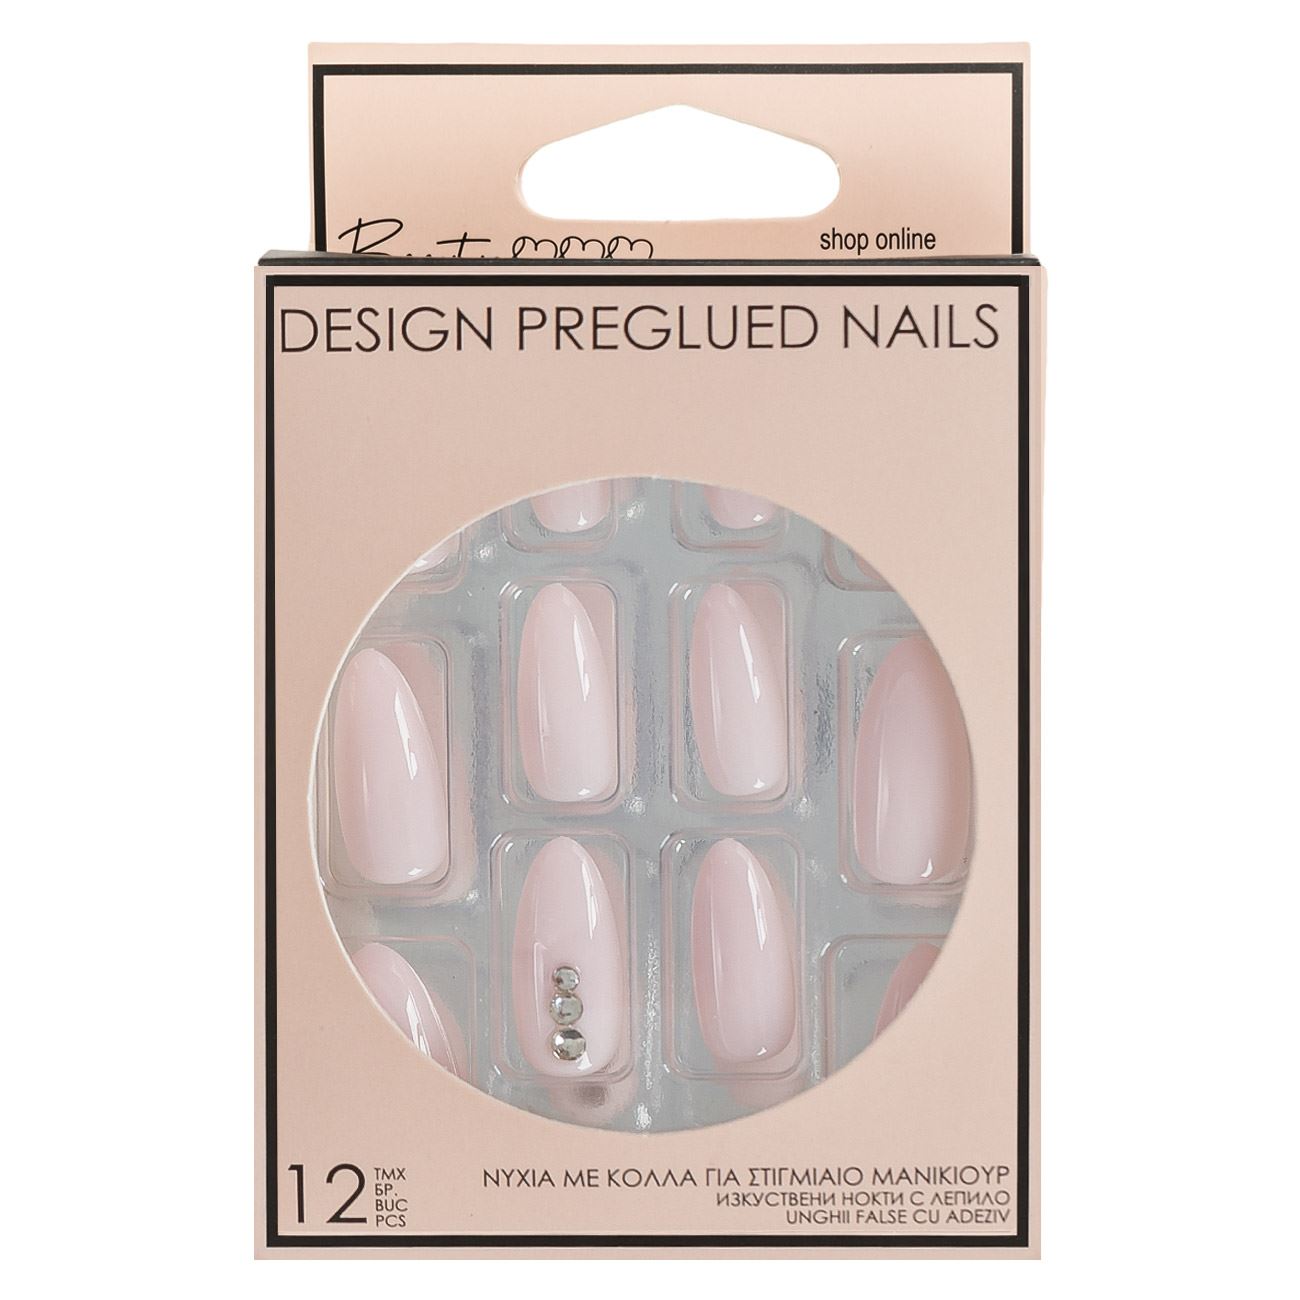 Beauty
shop online
DESIGN PREGLUED NAILS
12
ΤΜΧ
БР.
BUC
PCS
ΝΥΧΙΑ ΜΕ ΚΟΛΛΑ ΓΙΑ ΣΤΙΓΜΙΑΙΟ ΜΑΝΙΚΙΟΥΡ
ИЗКУСТВЕНИ НОКТИ С ЛЕПИЛО
UNGHII FALSE CU ADEZIV